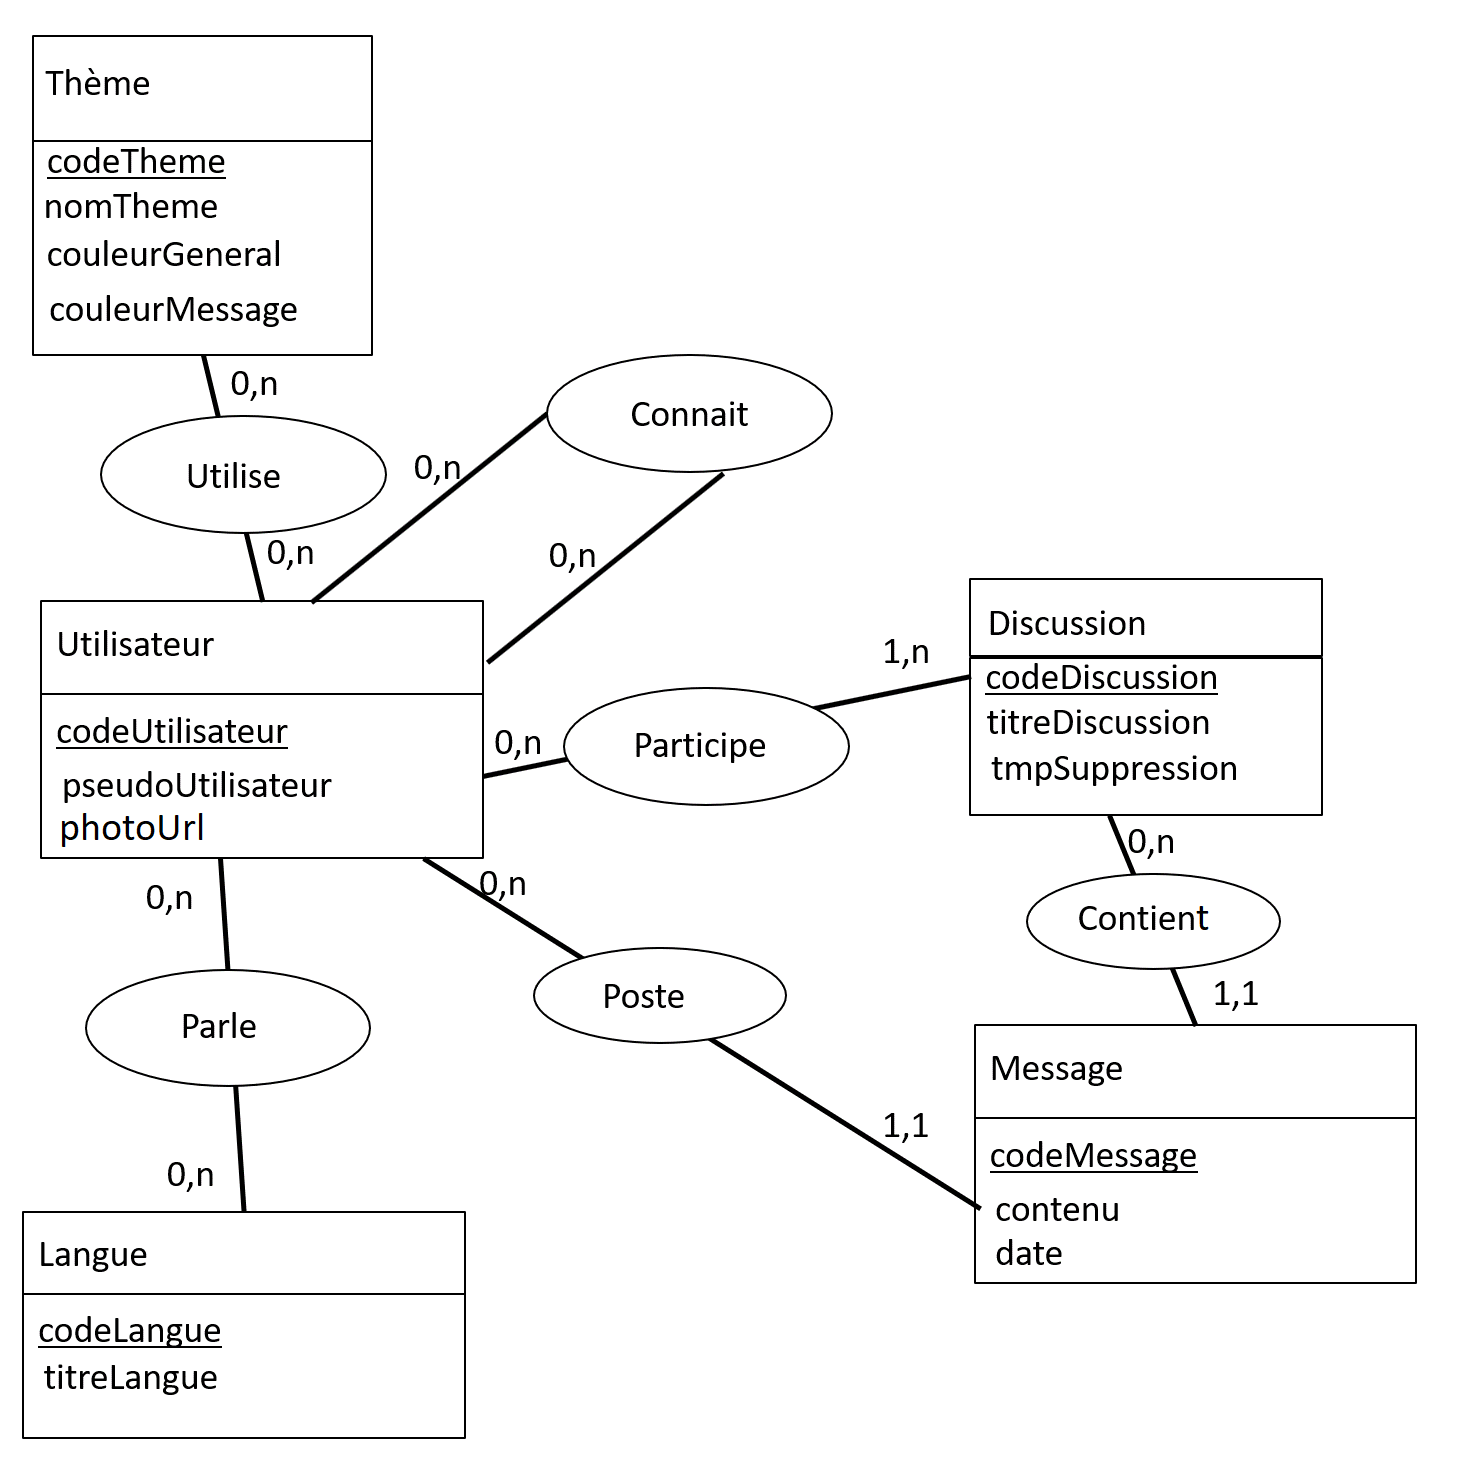 Thème
codeTheme
nomTheme
couleurGeneral
couleurMessage
0,n
Utilise
0,n
Connait
0,n
0,n
Utilisateur
codeUtilisateur
pseudoUtilisateur
photoUrl
0,n
Participe
1,n
Discussion
codeDiscussion
titreDiscussion
tmpSuppression
0,n
Contient
1,1
0,n
Poste
1,1
Message
codeMessage
contenu
date
0,n
Parle
0,n
Langue
codeLangue
titreLangue